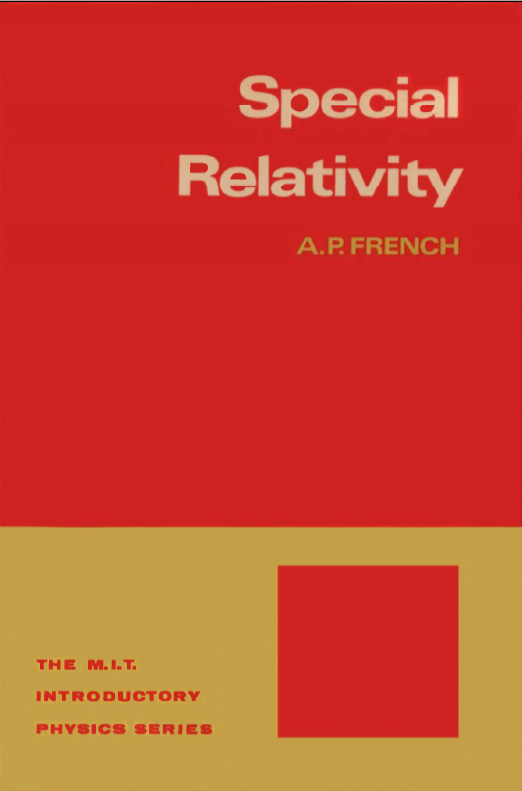 Special
Relativity
A.P. FRENCH
THE M.I.T.
INTRODUCTORY
PHYSICS SERIES